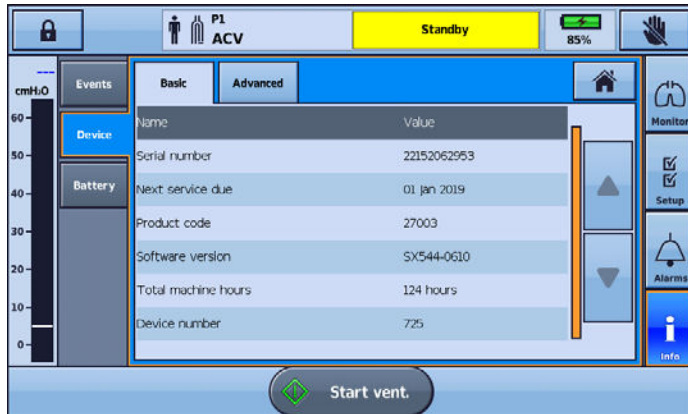 P1
ACV
Standby
85%
---
cmH₂O
60
50
40
30
20
10
0
Events
Device
Battery
Basic
Advanced
Name Value
Serial number 22152062953
Next service due 01 Jan 2019
Product code 27003
Software version SX544-0610
Total machine hours 124 hours
Device number 725
Monitor
Setup
Alarms
i
Info
Start vent.